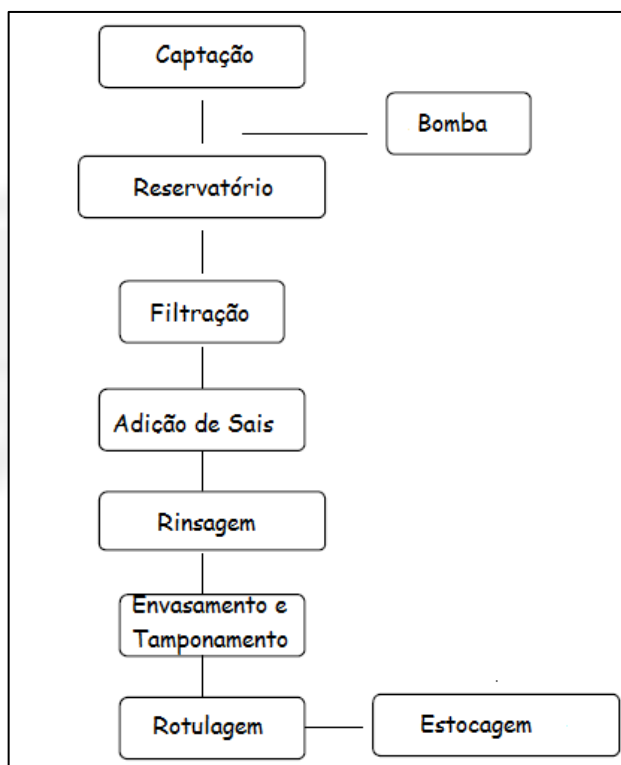 Captação
Bomba
Reservatório
Filtração
Adição de Sais
Rinsagem
Envasamento e
Tamponamento
Rotulagem
Estocagem